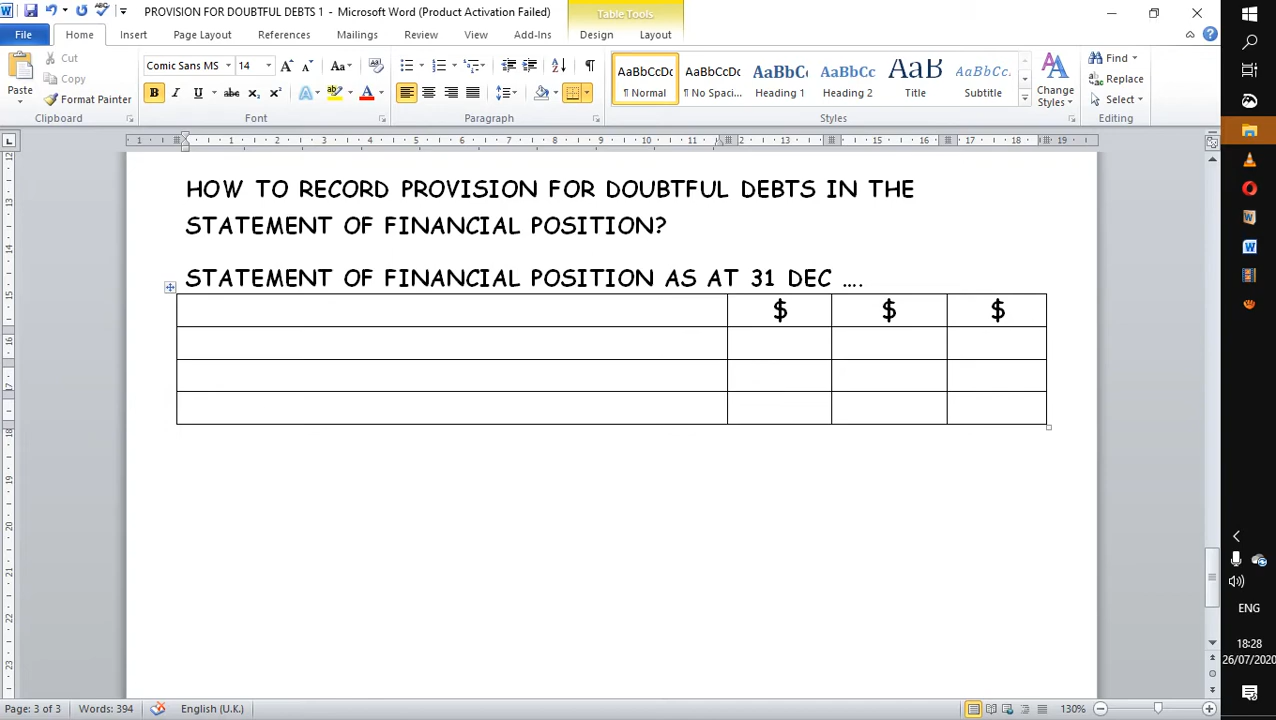 PROVISION FOR DOUBTFUL DEBTS 1 - Microsoft Word (Product Activation Failed)
Table Tools
File Home Insert Page Layout References Mailings Review View Add-Ins Design Layout
Paste
Cut
Copy
Format Painter
Clipboard
Comic Sans MS 14
Font
Paragraph
AaBbCcDc AaBbCcDc AaBbC AaBbCc AaB AaBbCcD
¶ Normal ¶ No Spaci... Heading 1 Heading 2 Title Subtitle
Change
Styles
Styles
Find
Replace
Select
Editing
HOW TO RECORD PROVISION FOR DOUBTFUL DEBTS IN THE
STATEMENT OF FINANCIAL POSITION?
STATEMENT OF FINANCIAL POSITION AS AT 31 DEC ....
$ $ $
ENG
18:28
26/07/2020
Page: 3 of 3 Words: 394 English (U.K.) 130%